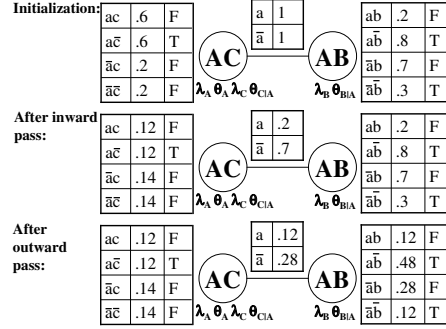 Initialization:
ac .6 F
ac̄ .6 T
āc .2 F
āc̄ .2 F
a 1
ā 1
AC
AB
λA θA λC θC|A
λB θB|A
ab .2 F
ab̄ .8 T
āb .7 F
āb̄ .3 T
After inward
pass:
ac .12 F
ac̄ .12 T
āc .14 F
āc̄ .14 F
a .2
ā .7
AC
AB
λA θA λC θC|A
λB θB|A
ab .2 F
ab̄ .8 T
āb .7 F
āb̄ .3 T
After
outward
pass:
ac .12 F
ac̄ .12 T
āc .14 F
āc̄ .14 F
a .12
ā .28
AC
AB
λA θA λC θC|A
λB θB|A
ab .12 F
ab̄ .48 T
āb .28 F
āb̄ .12 T